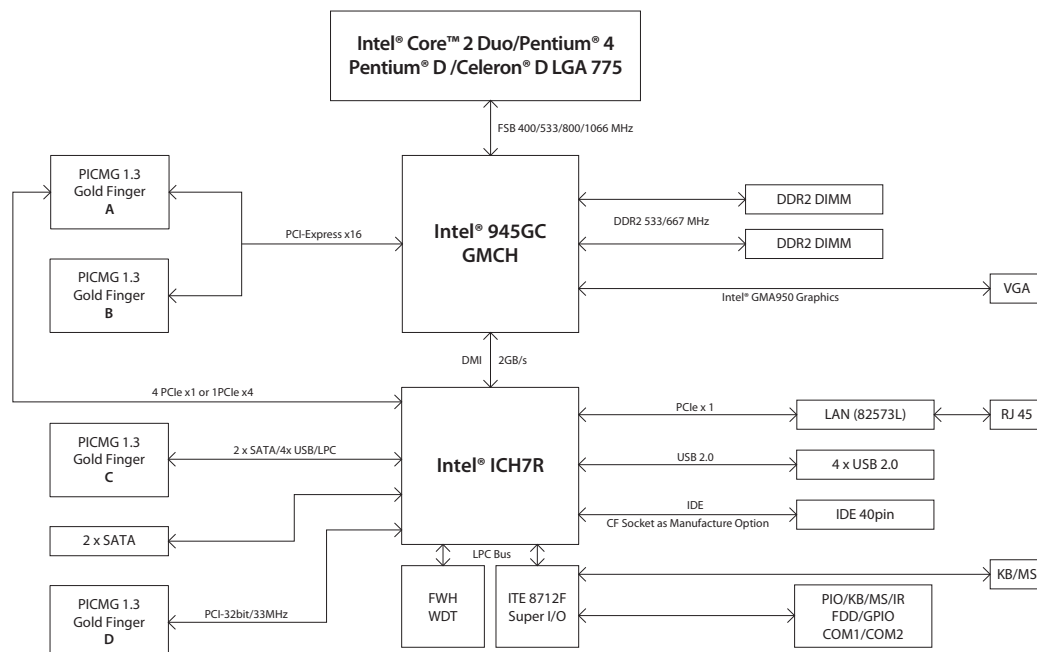 Intel® Core™ 2 Duo/Pentium® 4
Pentium® D /Celeron® D LGA 775
FSB 400/533/800/1066 MHz
PICMG 1.3
Gold Finger
A
PCI-Express x16
PICMG 1.3
Gold Finger
B
Intel® 945GC
GMCH
DDR2 DIMM
DDR2 533/667 MHz
DDR2 DIMM
Intel® GMA950 Graphics
VGA
DMI
2GB/s
4 PCIe x1 or 1PCIe x4
PICMG 1.3
Gold Finger
C
2 x SATA/4x USB/LPC
2 x SATA
PICMG 1.3
Gold Finger
D
PCI-32bit/33MHz
Intel® ICH7R
PCIe x 1
LAN (82573L)
RJ 45
USB 2.0
4 x USB 2.0
IDE
CF Socket as Manufacture Option
IDE 40pin
LPC Bus
FWH
WDT
ITE 8712F
Super I/O
KB/MS
PIO/KB/MS/IR
FDD/GPIO
COM1/COM2